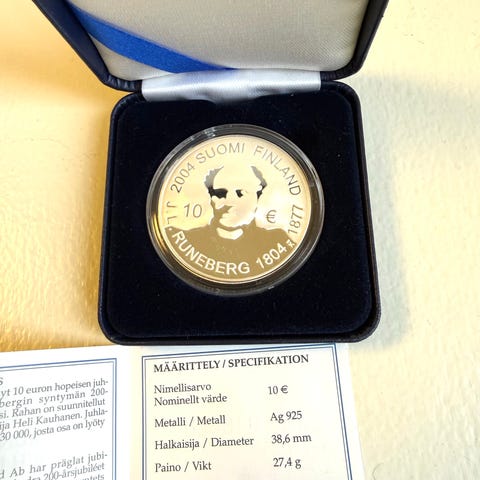 J.L. RUNEBERG 1804 1877
2004 SUOMI FINLAND
10 €
MÄÄRITTELY / SPECIFIKATION
Nimellisarvo
Nominellt värde 10 €
Metalli / Metall Ag 925
Halkaisija / Diameter 38,6 mm
Paino / Vikt 27,4 g
yt 10 euron hopeisen juh-
bergin syntymän 200-
si. Rahan on suunnitellut
ija Heli Kauhanen. Juhla-
30 000, josta osa on lyöty
d Ab har präglat jubi-
dra 200-årsjubiléet